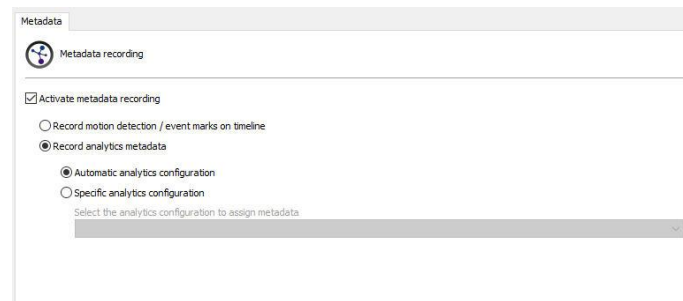 Metadata
Metadata recording
Activate metadata recording
Record motion detection / event marks on timeline
Record analytics metadata
Automatic analytics configuration
Specific analytics configuration
Select the analytics configuration to assign metadata